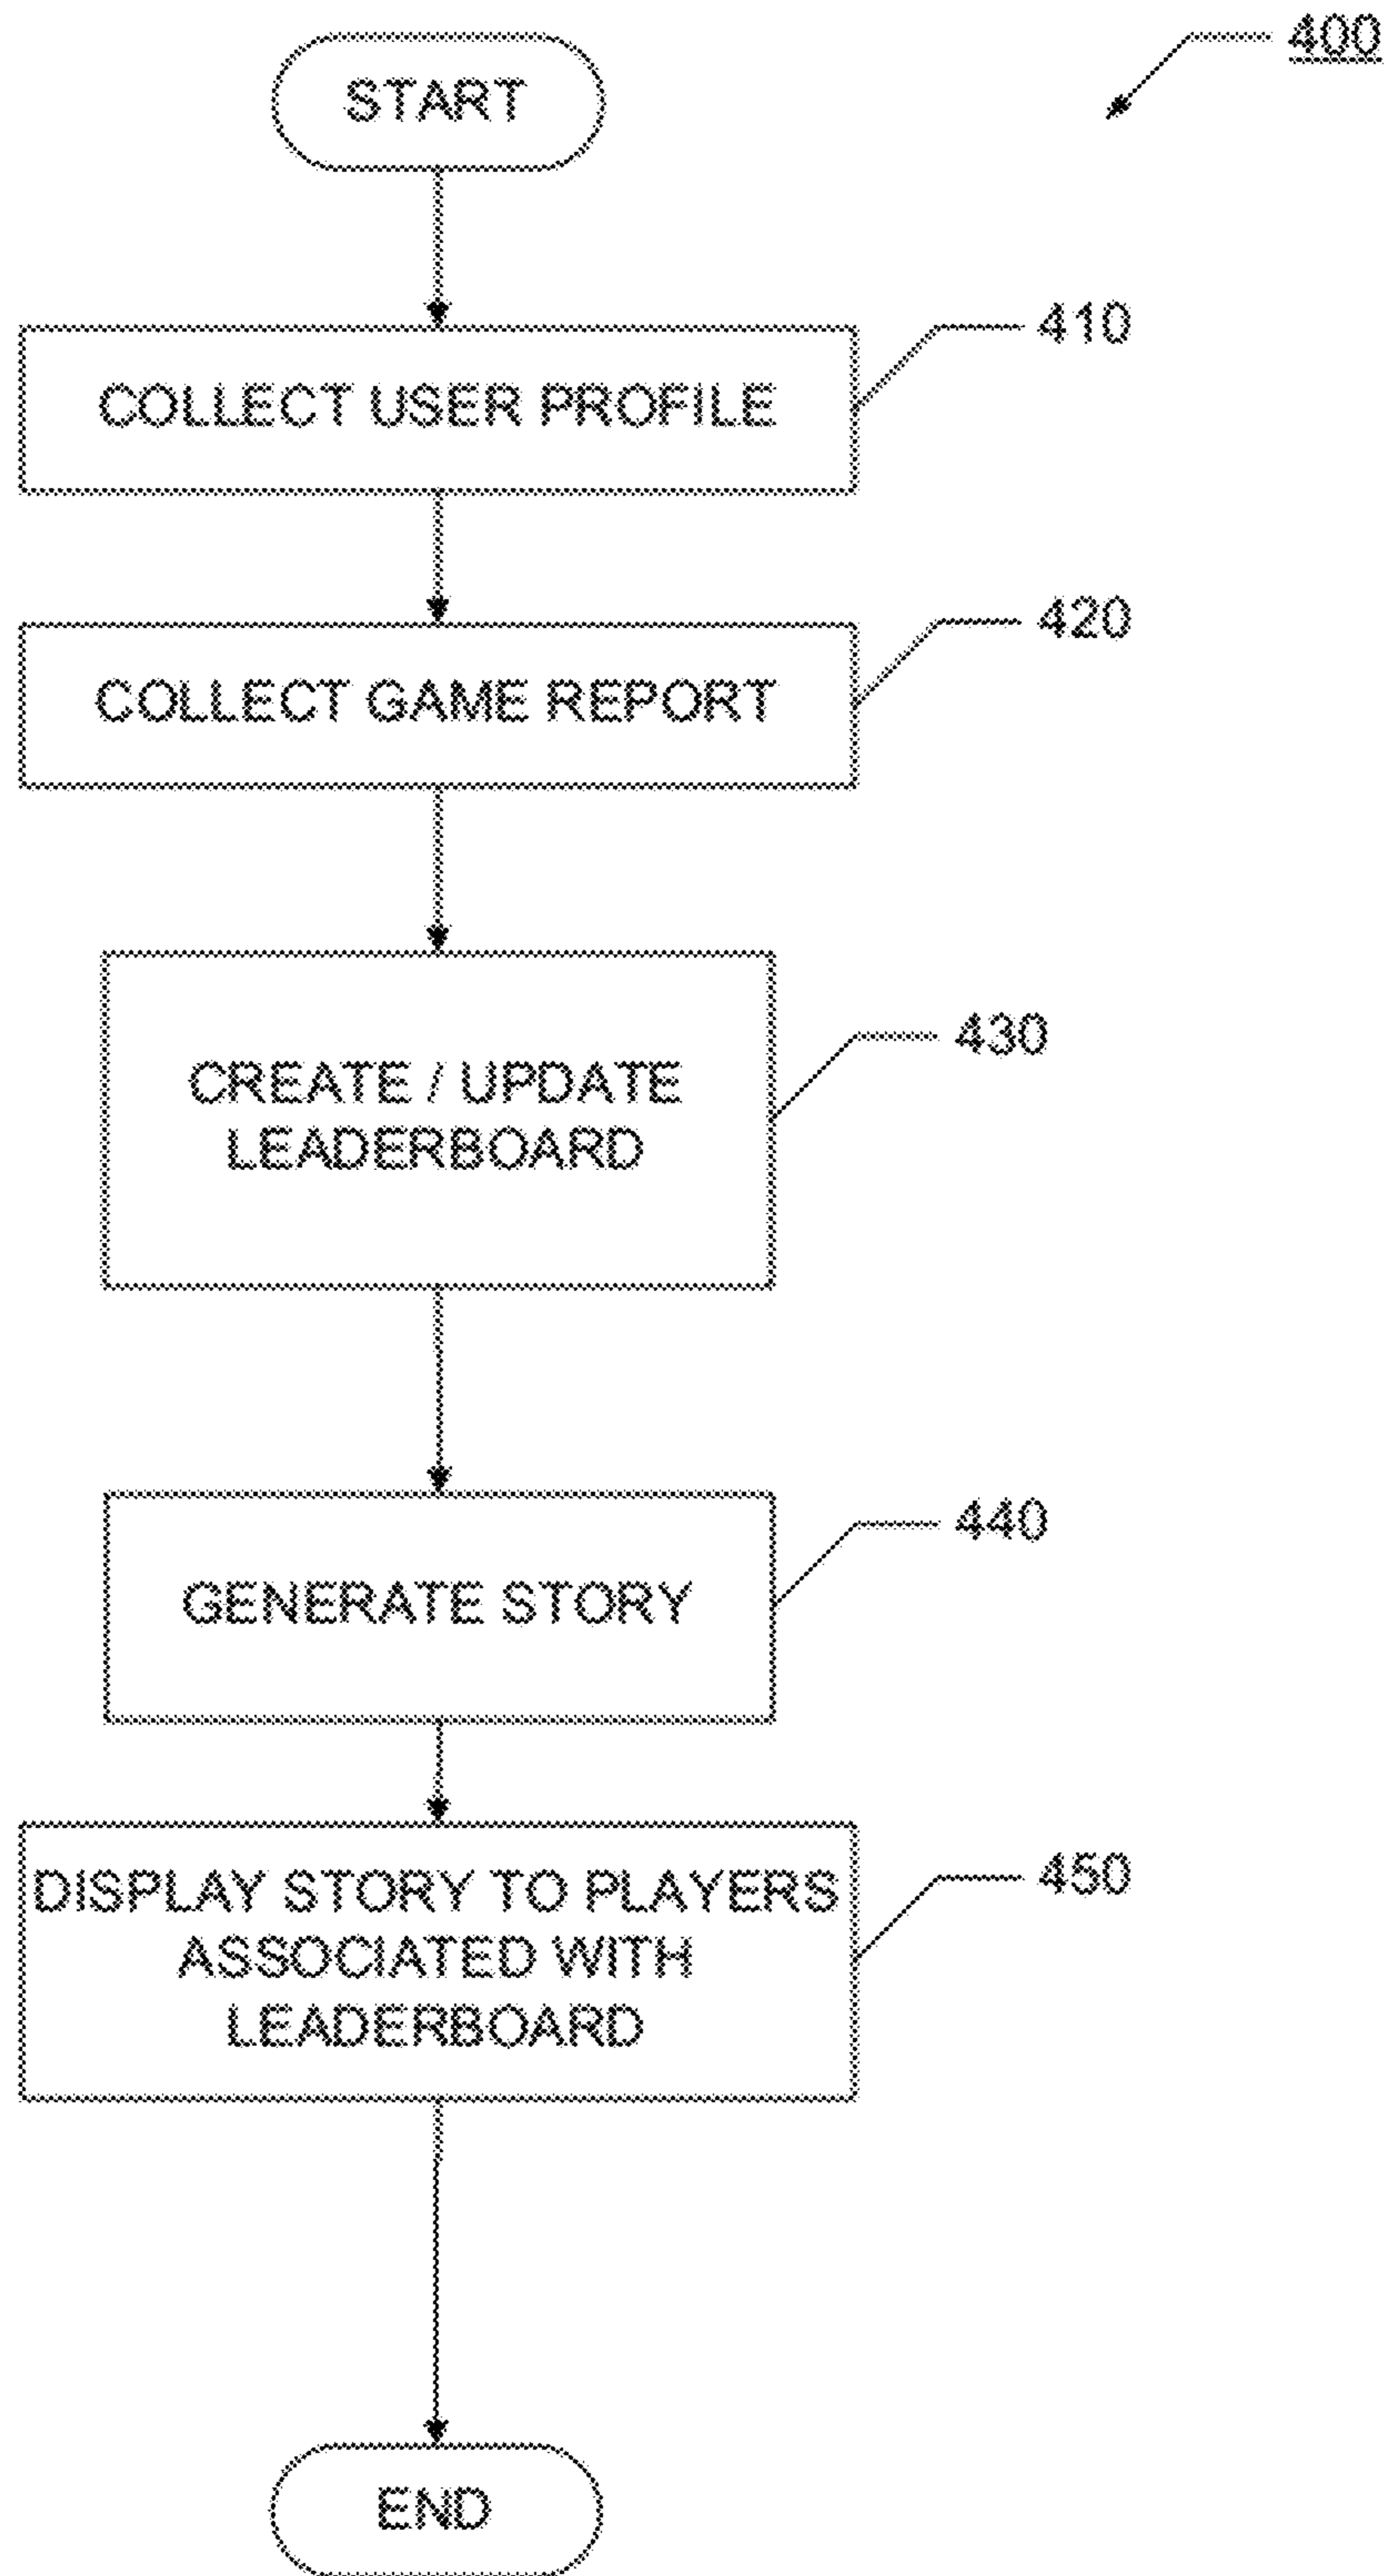 400
START
410
COLLECT USER PROFILE
420
COLLECT GAME REPORT
430
CREATE / UPDATE
LEADERBOARD
440
GENERATE STORY
450
DISPLAY STORY TO PLAYERS
ASSOCIATED WITH
LEADERBOARD
END